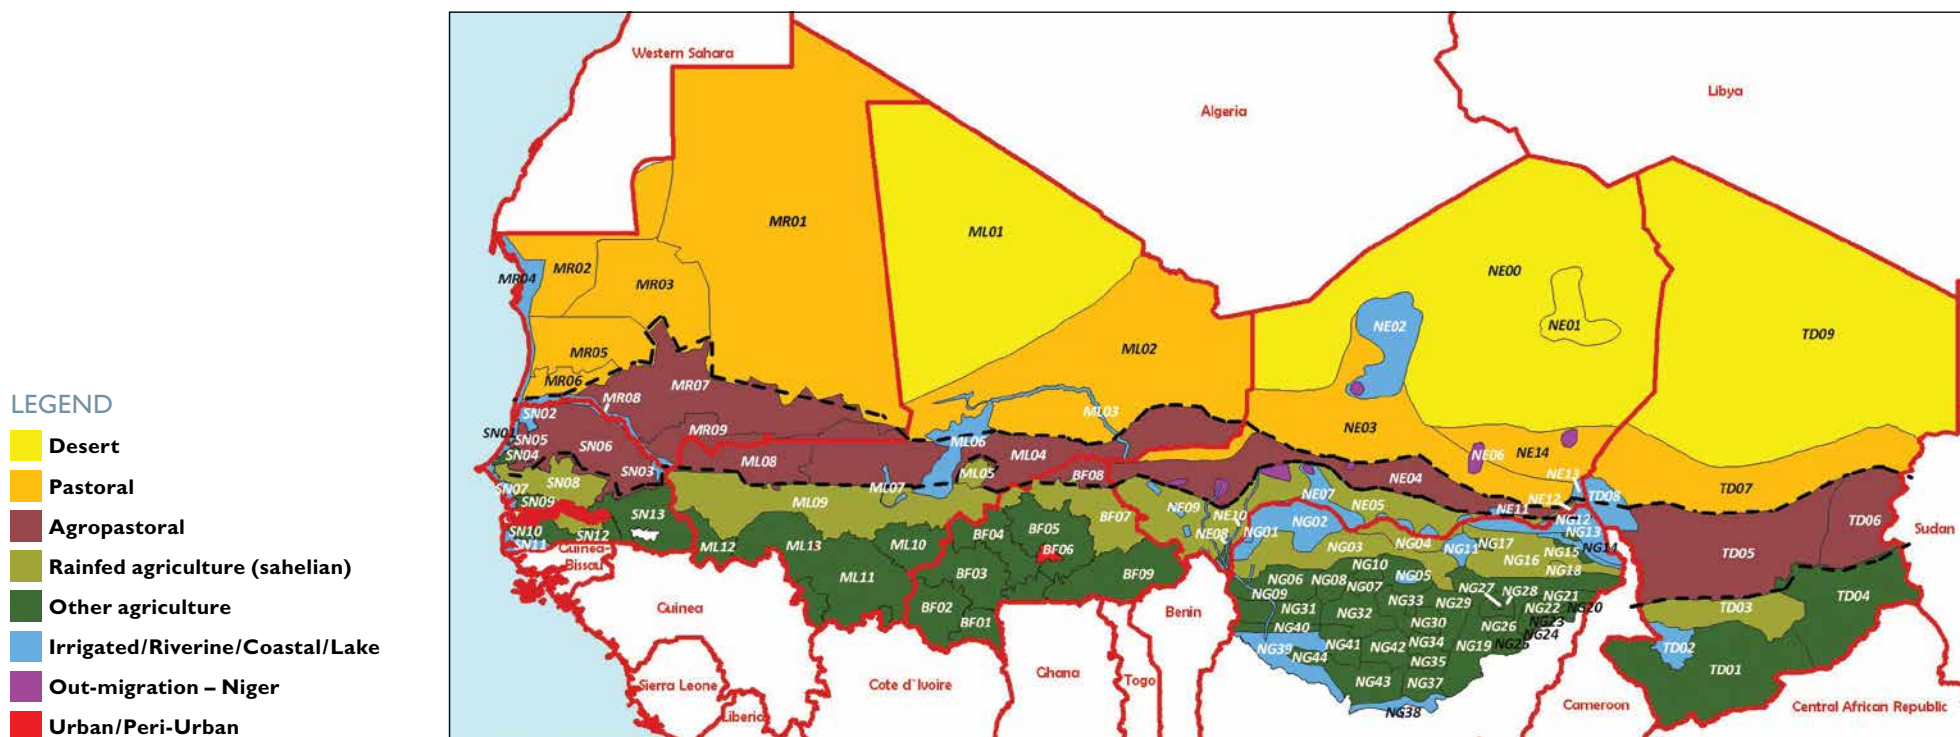 LEGEND
Desert
Pastoral
Agropastoral
Rainfed agriculture (sahelian)
Other agriculture
Irrigated/Riverine/Coastal/Lake
Out-migration – Niger
Urban/Peri-Urban
Western Sahara
Algeria
Libya
MR01
ML01
MR02
MR04
MR03
NE00
NE01
NE02
TD09
MR05
ML02
MR06
MR07
MR08
SN02
ML03
MR09
NE03
SN01
SN05
SN04
SN06
SN03
ML06
ML04
ML08
ML05
BF08
NE06
NE14
NE13
NE04
TD07
TD08
SN07
SN08
SN09
ML07
ML09
NE07
NE05
NE12
NE11
SN13
NE09
NE10
BF07
NG12
NG13
TD06
Sudan
SN10
SN11
SN12
ML12
ML13
ML10
BF04
BF05
BF06
NE08
NG01
NG02
NG03
NG04
NG11
NG17
NG16
NG15
NG14
NG18
TD05
Guinea-
Bissau
ML11
BF03
BF09
NG10
NG06
NG08
NG07
NG05
NG09
NG27
NG28
NG21
NG22
NG20
TD04
Guinea
BF02
BF01
Benin
NG31
NG32
NG33
NG29
NG30
NG26
NG23
NG24
TD03
NG40
NG39
NG44
NG41
NG42
NG34
NG19
NG25
NG35
TD02
TD01
Sierra Leone
Liberia
Cote d'Ivoire
Ghana
Togo
NG43
NG37
NG38
Cameroon
Central African Republic